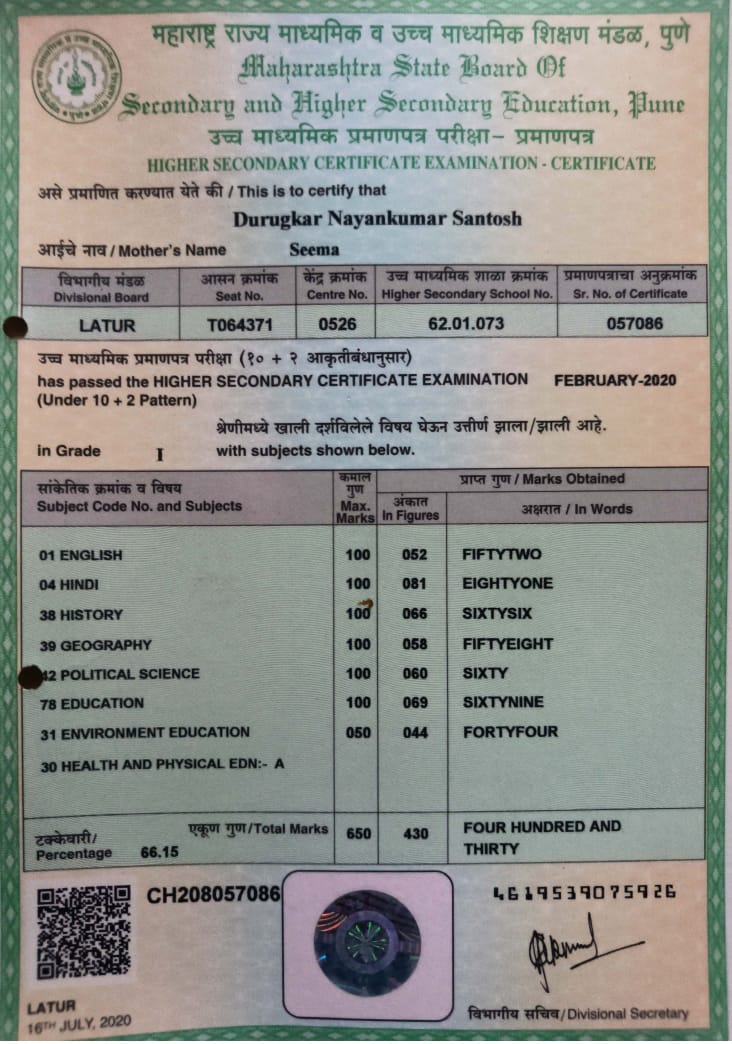 महाराष्ट्र राज्य माध्यमिक व उच्च माध्यमिक शिक्षण मंडळ, पुणे
Maharashtra State Board Of
Secondary and Higher Secondary Education, Pune
उच्च माध्यमिक प्रमाणपत्र परीक्षा- प्रमाणपत्र
HIGHER SECONDARY CERTIFICATE EXAMINATION - CERTIFICATE
असे प्रमाणित करण्यात येते की / This is to certify that
Durugkar Nayankumar Santosh
आईचे नाव / Mother's Name Seema
विभागीय मंडळ आसन क्रमांक केंद्र क्रमांक उच्च माध्यमिक शाळा क्रमांक प्रमाणपत्राचा अनुक्रमांक
Divisional Board Seat No. Centre No. Higher Secondary School No. Sr. No. of Certificate
LATUR T064371 0526 62.01.073 057086
उच्च माध्यमिक प्रमाणपत्र परीक्षा (१० + २ आकृतीबंधानुसार)
has passed the HIGHER SECONDARY CERTIFICATE EXAMINATION FEBRUARY-2020
(Under 10 + 2 Pattern)
श्रेणीमध्ये खाली दर्शविलेले विषय घेऊन उत्तीर्ण झाला/झाली आहे.
in Grade I with subjects shown below.
सांकेतिक क्रमांक व विषय कमाल गुण प्राप्त गुण / Marks Obtained
Subject Code No. and Subjects Max. Marks अंकात In Figures अक्षरात / In Words
01 ENGLISH 100 052 FIFTYTWO
04 HINDI 100 081 EIGHTYONE
38 HISTORY 100 066 SIXTYSIX
39 GEOGRAPHY 100 058 FIFTYEIGHT
42 POLITICAL SCIENCE 100 060 SIXTY
78 EDUCATION 100 069 SIXTYNINE
31 ENVIRONMENT EDUCATION 050 044 FORTYFOUR
30 HEALTH AND PHYSICAL EDN:- A
टक्केवारी/ एकूण गुण/Total Marks 650 430 FOUR HUNDRED AND
Percentage 66.15 THIRTY
CH208057086 4619539075926
LATUR
16TH JULY, 2020
विभागीय सचिव/Divisional Secretary